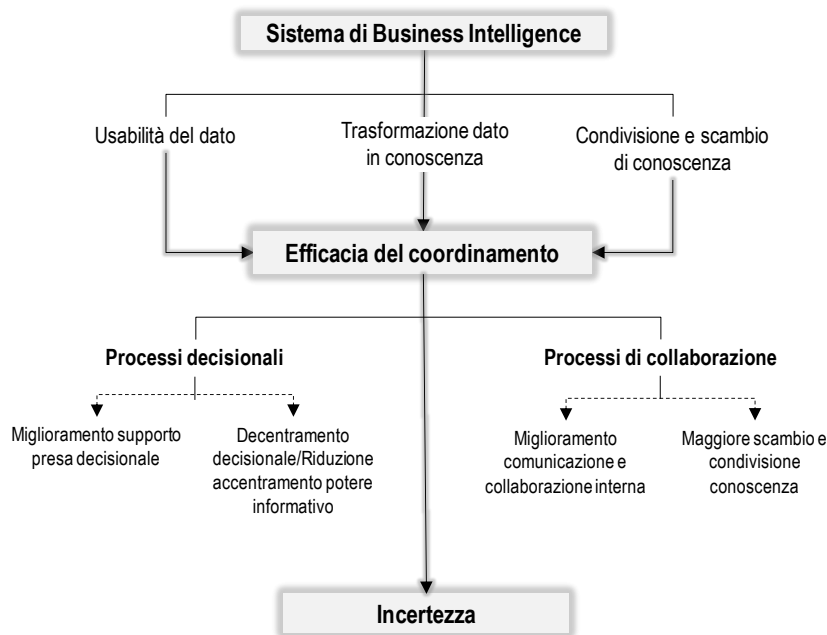 Sistema di Business Intelligence
Usabilità del dato
Trasformazione dato
in conoscenza
Condivisione e scambio
di conoscenza
Efficacia del coordinamento
Processi decisionali
Processi di collaborazione
Miglioramento supporto
presa decisionale
Decentramento
decisionale/Riduzione
accentramento potere
informativo
Miglioramento
comunicazione e
collaborazione interna
Maggiore scambio e
condivisione
conoscenza
Incertezza